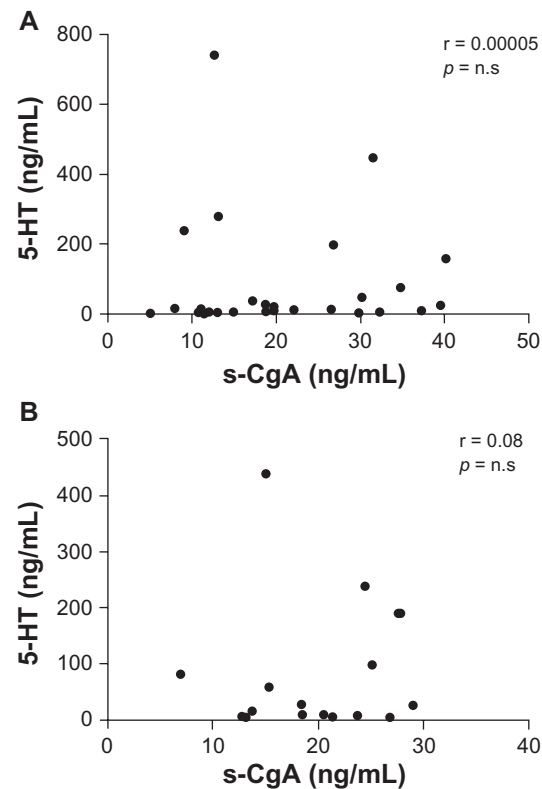 A
r = 0.00005
p = n.s
5-HT (ng/mL)
800
600
400
200
0
0 10 20 30 40 50
s-CgA (ng/mL)
B
r = 0.08
p = n.s
5-HT (ng/mL)
500
400
300
200
100
0
0 10 20 30 40
s-CgA (ng/mL)